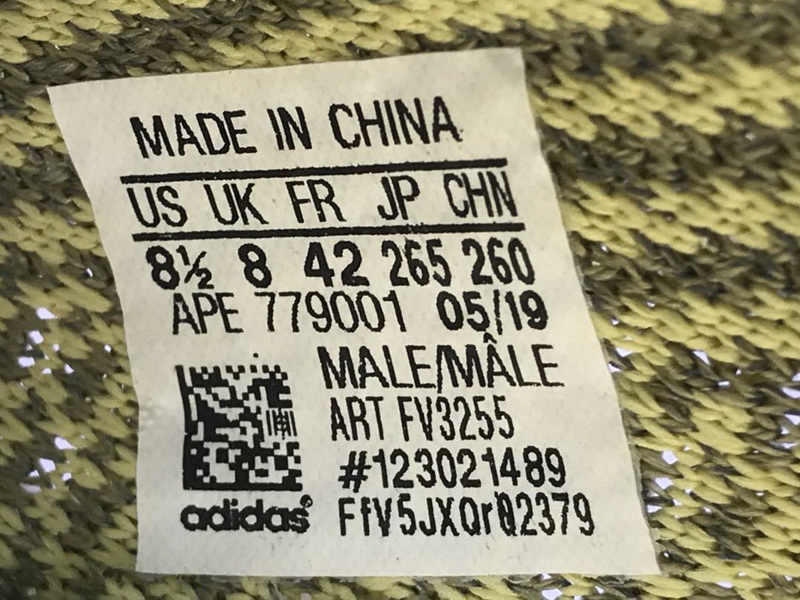 MADE IN CHINA
US UK FR JP CHN
8½ 8 42 265 260
APE 779001 05/19
MALE/MÂLE
ART FV3255
#123021489
adidas® FfV5JXQr02379